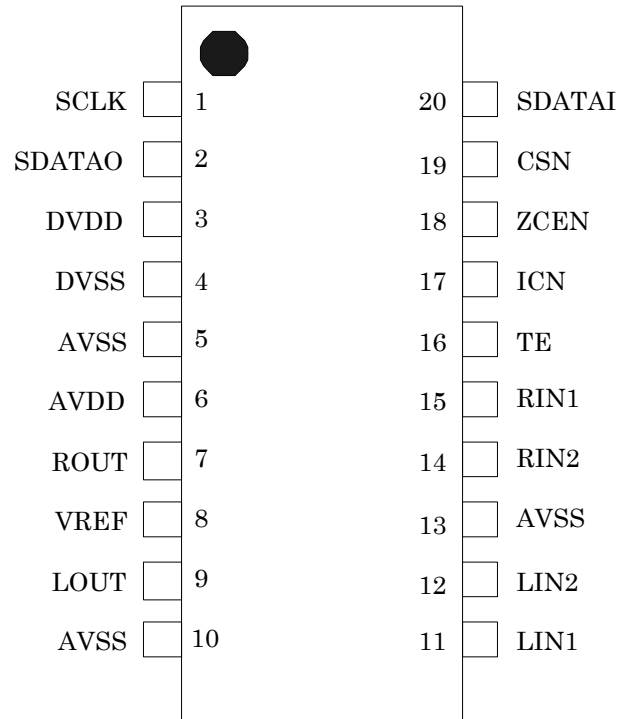 SCLK 1 20 SDATAI
SDATAO 2 19 CSN
DVDD 3 18 ZCEN
DVSS 4 17 ICN
AVSS 5 16 TE
AVDD 6 15 RIN1
ROUT 7 14 RIN2
VREF 8 13 AVSS
LOUT 9 12 LIN2
AVSS 10 11 LIN1